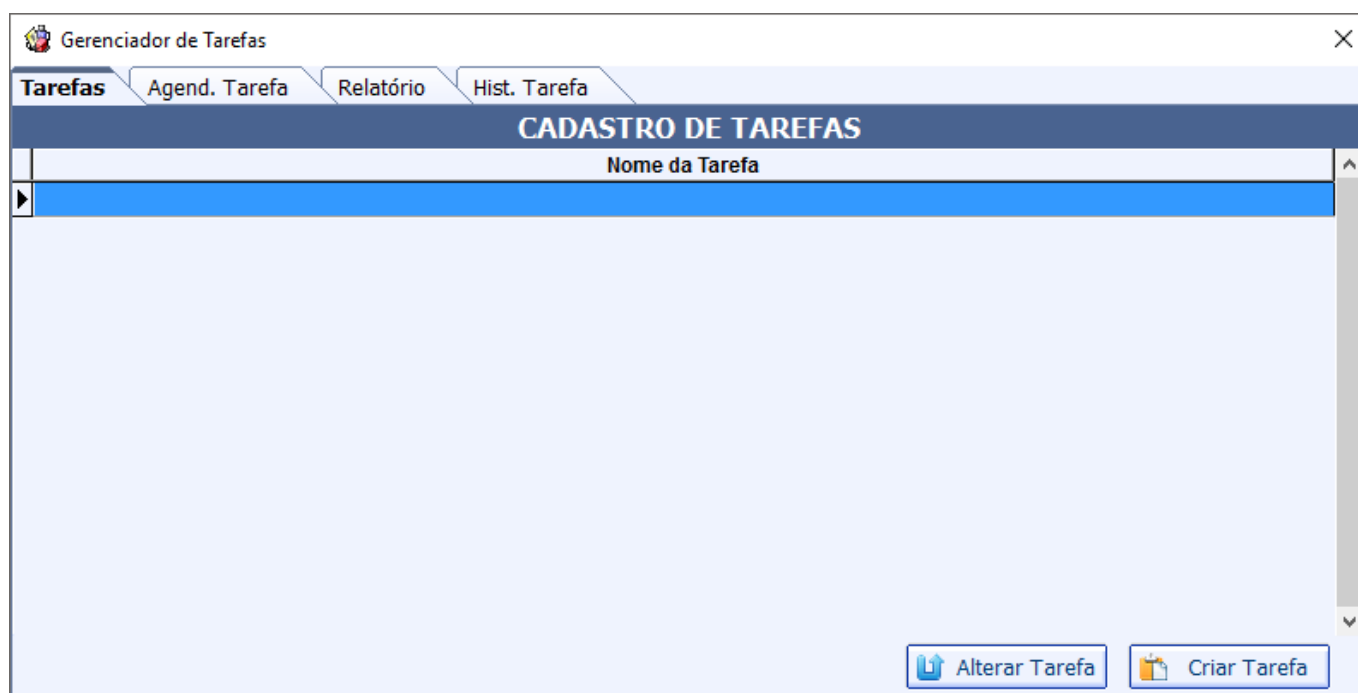 Gerenciador de Tarefas
Tarefas Agend. Tarefa Relatório Hist. Tarefa
CADASTRO DE TAREFAS
Nome da Tarefa
Alterar Tarefa Criar Tarefa